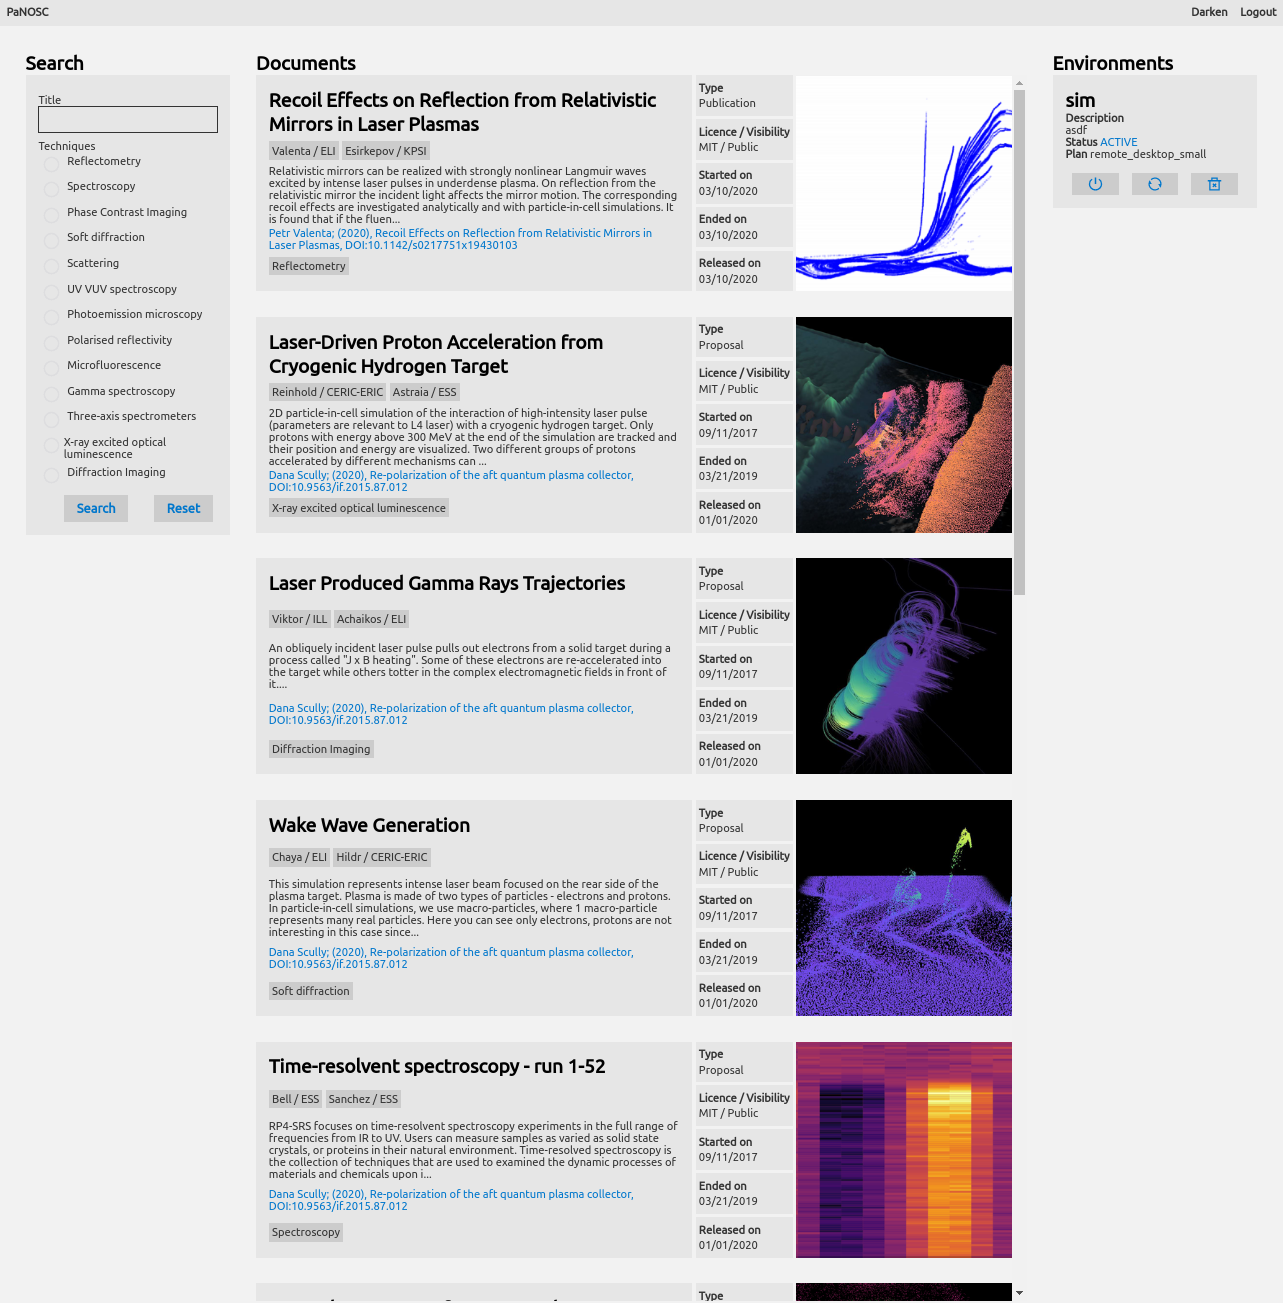 PaNOSC
Darken
Logout
Search
Title
Techniques
Reflectometry
Spectroscopy
Phase Contrast Imaging
Soft diffraction
Scattering
UV VUV spectroscopy
Photoemission microscopy
Polarised reflectivity
Microfluorescence
Gamma spectroscopy
Three-axis spectrometers
X-ray excited optical
luminescence
Diffraction Imaging
Search
Reset
Documents
Recoil Effects on Reflection from Relativistic
Mirrors in Laser Plasmas
Valenta / ELI
Esirkepov / KPSI
Relativistic mirrors can be realized with strongly nonlinear Langmuir waves
excited by intense laser pulses in underdense plasma. On reflection from the
relativistic mirror the incident light affects the mirror motion. The corresponding
recoil effects are investigated analytically and with particle-in-cell simulations. It
is found that if the fluen...
Petr Valenta; (2020), Recoil Effects on Reflection from Relativistic Mirrors in
Laser Plasmas, DOI:10.1142/s0217751x19430103
Reflectometry
Type
Publication
Licence / Visibility
MIT / Public
Started on
03/10/2020
Ended on
03/10/2020
Released on
03/10/2020
Laser-Driven Proton Acceleration from
Cryogenic Hydrogen Target
Reinhold / CERIC-ERIC
Astraia / ESS
2D particle-in-cell simulation of the interaction of high-intensity laser pulse
(parameters are relevant to L4 laser) with a cryogenic hydrogen target. Only
protons with energy above 300 MeV at the end of the simulation are tracked and
their position and energy are visualized. Two different groups of protons
accelerated by different mechanisms can ...
Dana Scully; (2020), Re-polarization of the aft quantum plasma collector,
DOI:10.9563/if.2015.87.012
X-ray excited optical luminescence
Type
Proposal
Licence / Visibility
MIT / Public
Started on
09/11/2017
Ended on
03/21/2019
Released on
01/01/2020
Laser Produced Gamma Rays Trajectories
Viktor / ILL
Achaikos / ELI
An obliquely incident laser pulse pulls out electrons from a solid target during a
process called "J x B heating". Some of these electrons are re-accelerated into
the target while others totter in the complex electromagnetic fields in front of
it....
Dana Scully; (2020), Re-polarization of the aft quantum plasma collector,
DOI:10.9563/if.2015.87.012
Diffraction Imaging
Type
Proposal
Licence / Visibility
MIT / Public
Started on
09/11/2017
Ended on
03/21/2019
Released on
01/01/2020
Wake Wave Generation
Chaya / ELI
Hildr / CERIC-ERIC
This simulation represents intense laser beam focused on the rear side of the
plasma target. Plasma is made of two types of particles - electrons and protons.
In particle-in-cell simulations, we use macro-particles, where 1 macro-particle
represents many real particles. Here you can see only electrons, protons are not
interesting in this case since...
Dana Scully; (2020), Re-polarization of the aft quantum plasma collector,
DOI:10.9563/if.2015.87.012
Soft diffraction
Type
Proposal
Licence / Visibility
MIT / Public
Started on
09/11/2017
Ended on
03/21/2019
Released on
01/01/2020
Time-resolvent spectroscopy - run 1-52
Bell / ESS
Sanchez / ESS
RP4-SRS focuses on time-resolvent spectroscopy experiments in the full range of
frequencies from IR to UV. Users can measure samples as varied as solid state
crystals, or proteins in their natural environment. Time-resolved spectroscopy is
the collection of techniques that are used to examined the dynamic processes of
materials and chemicals upon i...
Dana Scully; (2020), Re-polarization of the aft quantum plasma collector,
DOI:10.9563/if.2015.87.012
Spectroscopy
Type
Proposal
Licence / Visibility
MIT / Public
Started on
09/11/2017
Ended on
03/21/2019
Released on
01/01/2020
Type
Environments
sim
Description
asdf
Status ACTIVE
Plan remote_desktop_small